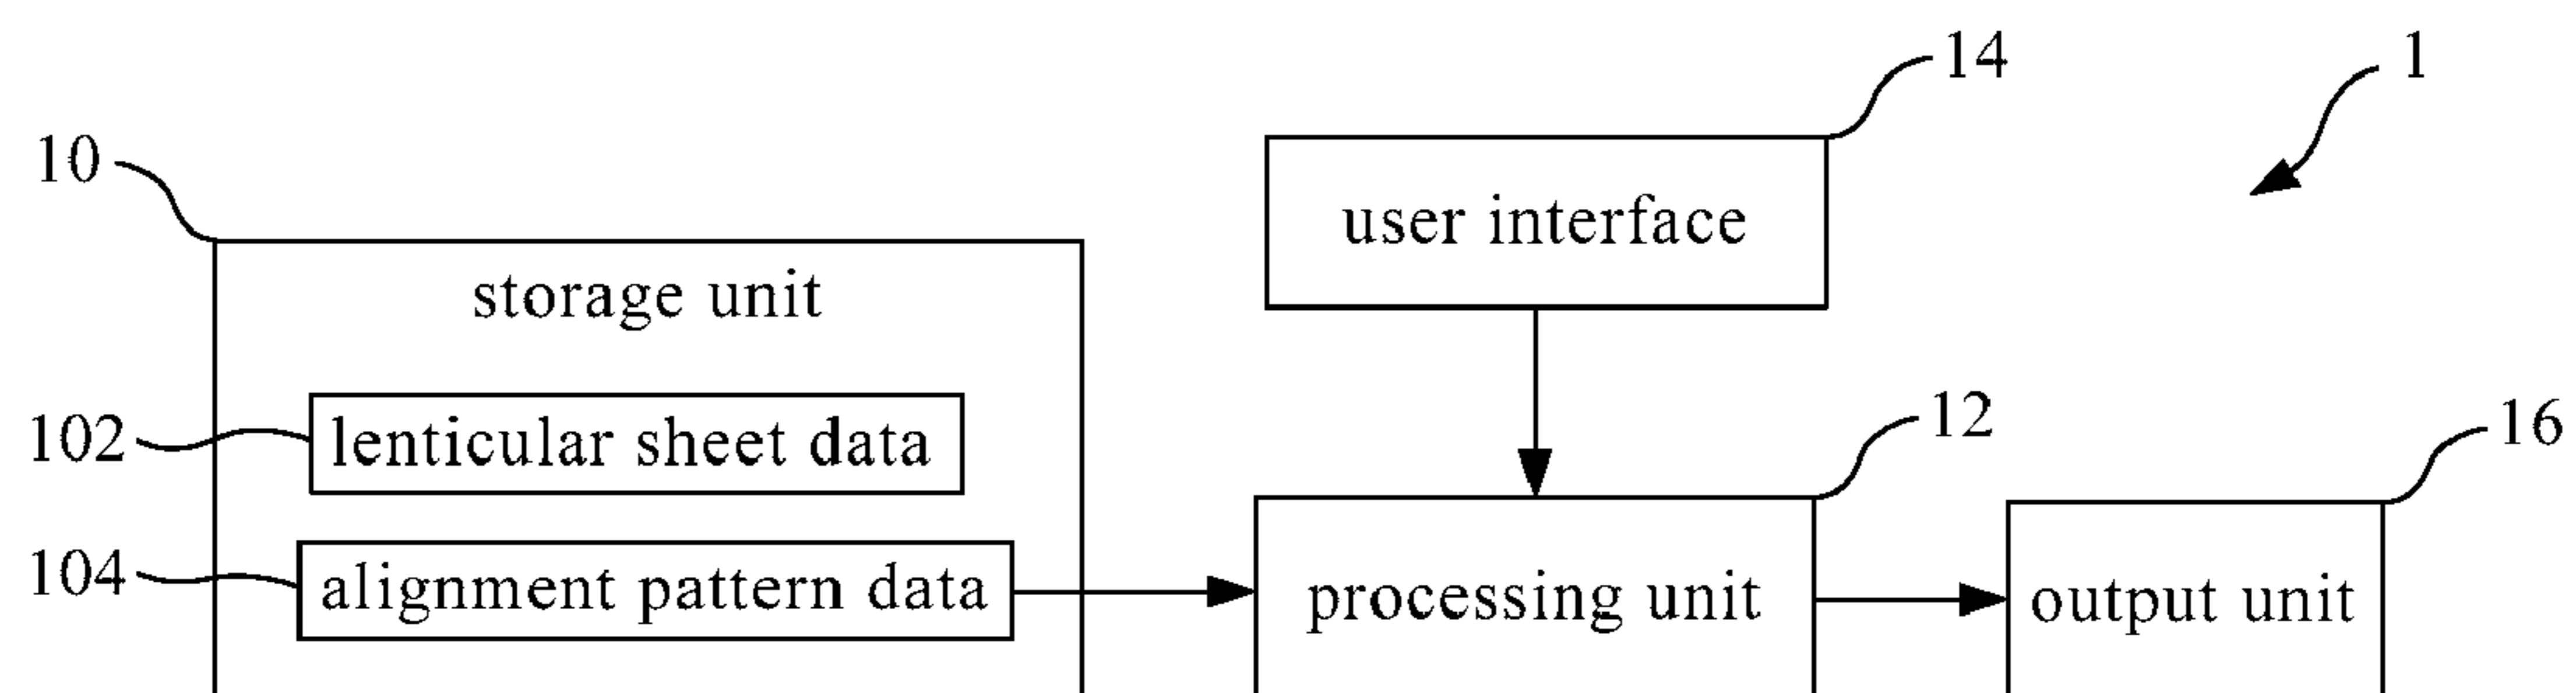 14
1
10
user interface
storage unit
102
lenticular sheet data
12
16
104
alignment pattern data
processing unit
output unit